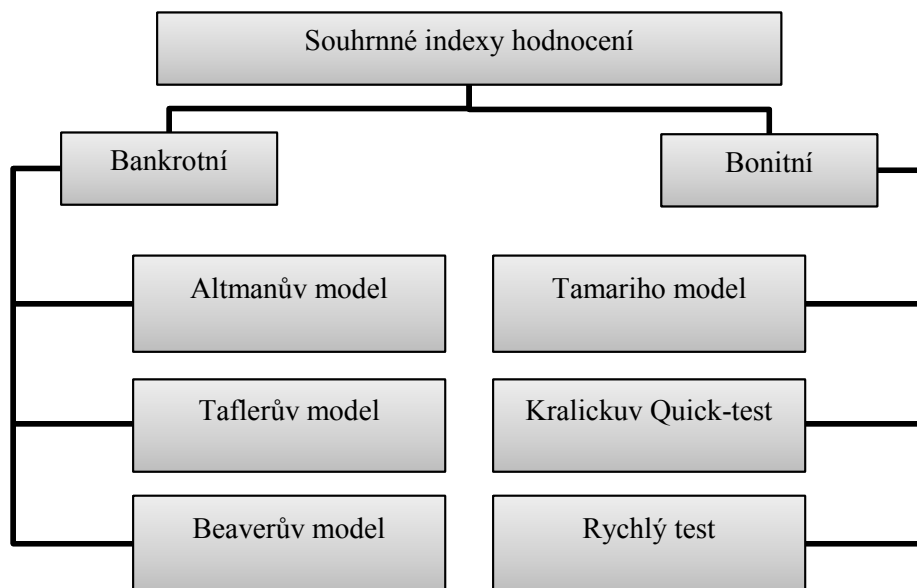 Souhrnné indexy hodnocení
Bankrotní
Bonitní
Altmanův model
Tamariho model
Taflerův model
Kralickuv Quick-test
Beaverův model
Rychlý test